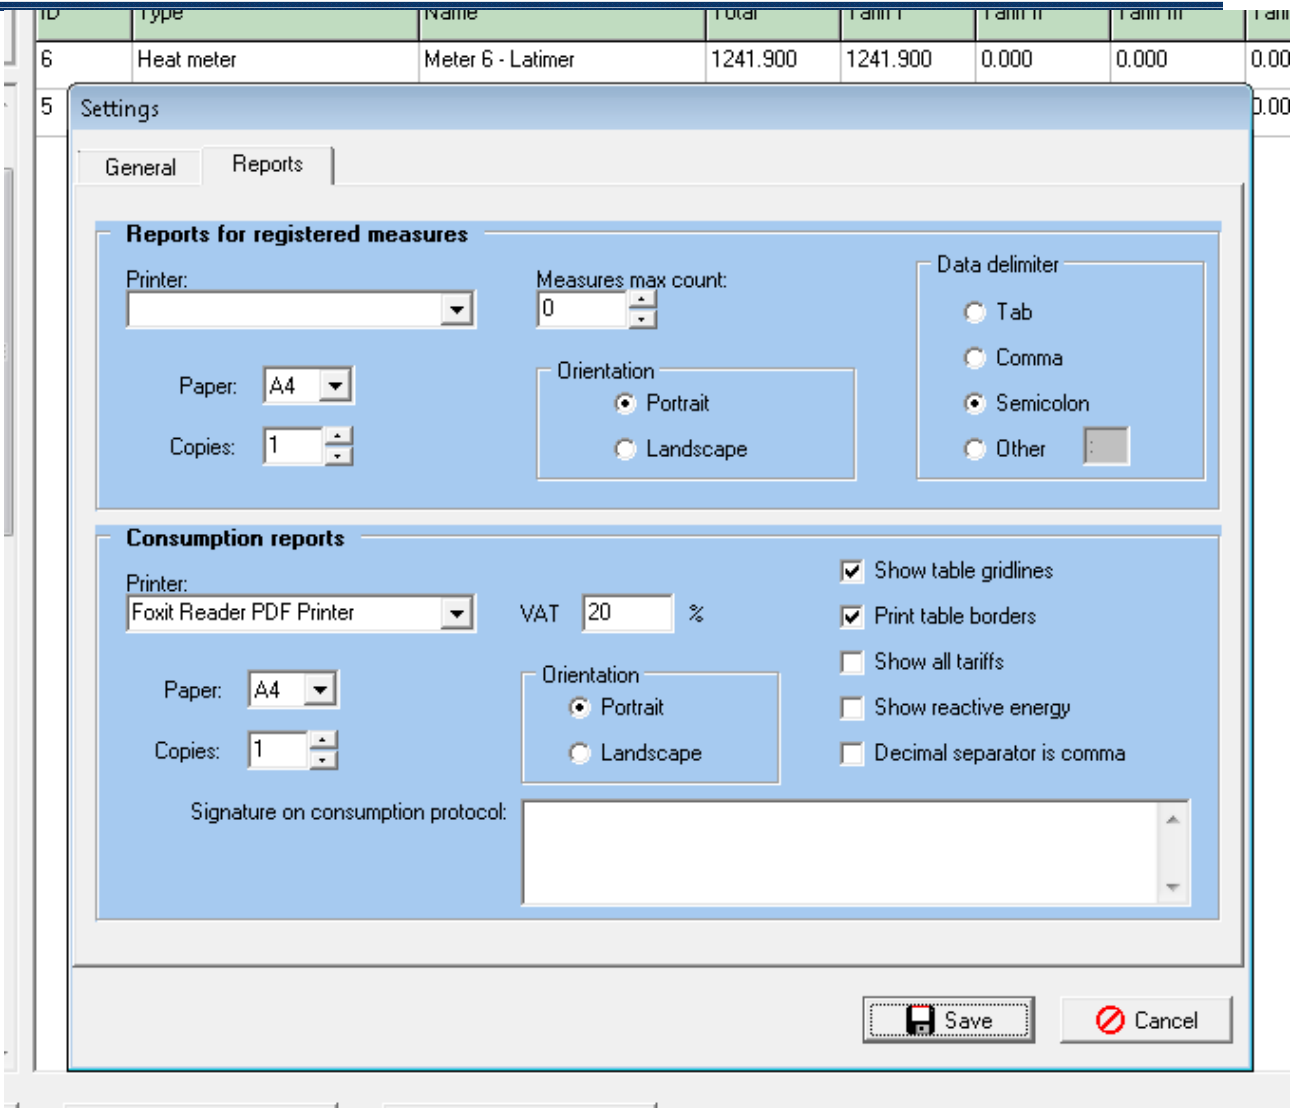 ID Type Name Total Tariff I Tariff II Tariff III
6 Heat meter Meter 6 - Latimer 1241.900 1241.900 0.000 0.000 0.00
5 0.00
Settings
General Reports
Reports for registered measures
Printer: Measures max count: Data delimiter
0 Tab
Comma
Paper: A4 Orientation
Portrait Semicolon
Copies: 1 Landscape Other :
Consumption reports
Show table gridlines
Printer:
Foxit Reader PDF Printer VAT 20 % Print table borders
Show all tariffs
Paper: A4 Orientation
Portrait Show reactive energy
Copies: 1 Landscape Decimal separator is comma
Signature on consumption protocol:
Save Cancel